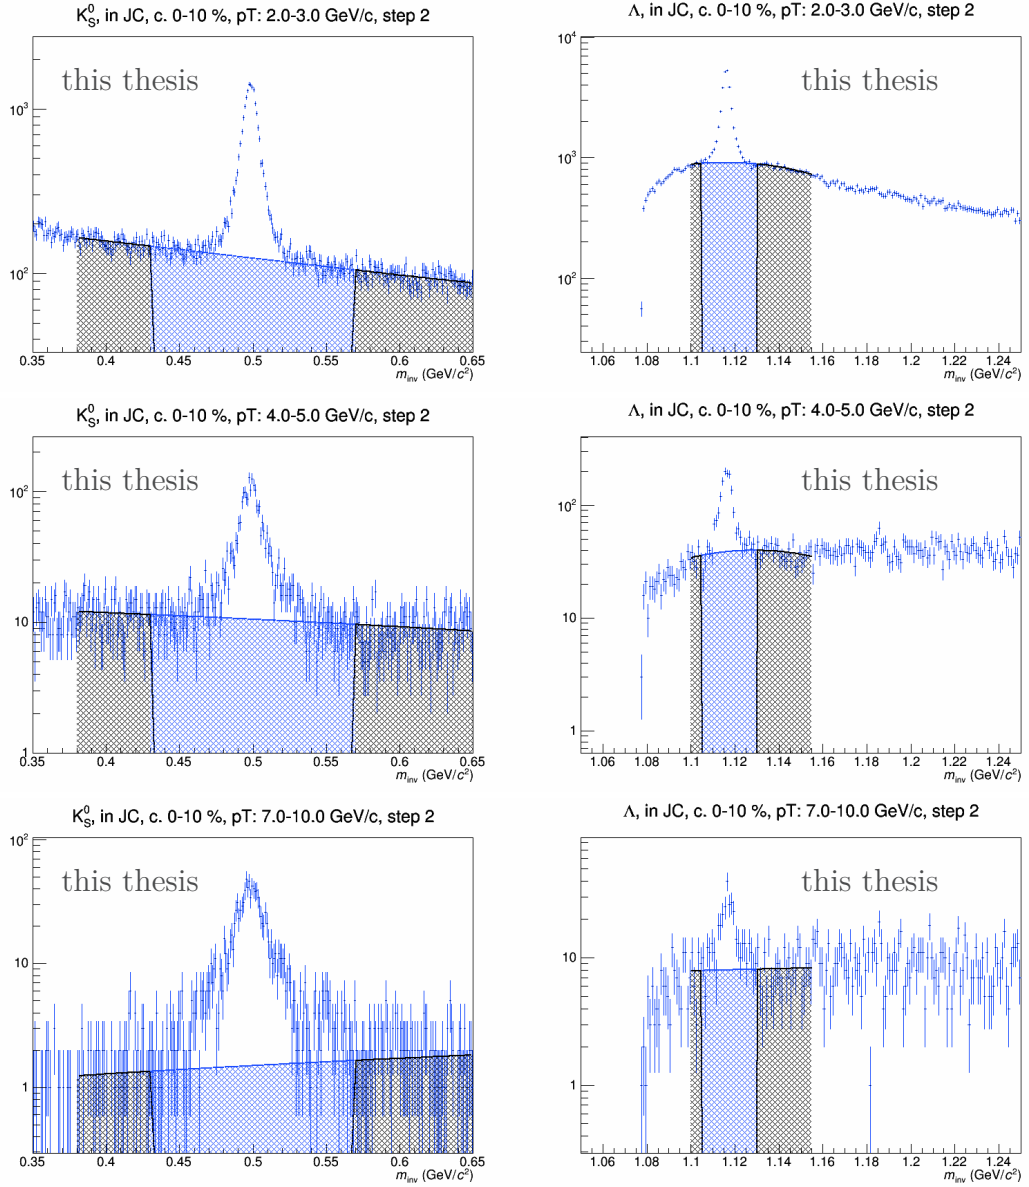 K⁰_S, in JC, c. 0-10 %, pT: 2.0-3.0 GeV/c, step 2
this thesis
10³
10²
0.35 0.4 0.45 0.5 0.55 0.6 0.65
m_inv (GeV/c²)
Λ, in JC, c. 0-10 %, pT: 2.0-3.0 GeV/c, step 2
10⁴
this thesis
10³
10²
1.06 1.08 1.1 1.12 1.14 1.16 1.18 1.2 1.22 1.24
m_inv (GeV/c²)
K⁰_S, in JC, c. 0-10 %, pT: 4.0-5.0 GeV/c, step 2
this thesis
10²
10
1
0.35 0.4 0.45 0.5 0.55 0.6 0.65
m_inv (GeV/c²)
Λ, in JC, c. 0-10 %, pT: 4.0-5.0 GeV/c, step 2
this thesis
10²
10
1
1.06 1.08 1.1 1.12 1.14 1.16 1.18 1.2 1.22 1.24
m_inv (GeV/c²)
K⁰_S, in JC, c. 0-10 %, pT: 7.0-10.0 GeV/c, step 2
10²
this thesis
10
1
0.35 0.4 0.45 0.5 0.55 0.6 0.65
m_inv (GeV/c²)
Λ, in JC, c. 0-10 %, pT: 7.0-10.0 GeV/c, step 2
this thesis
10
1
1.06 1.08 1.1 1.12 1.14 1.16 1.18 1.2 1.22 1.24
m_inv (GeV/c²)